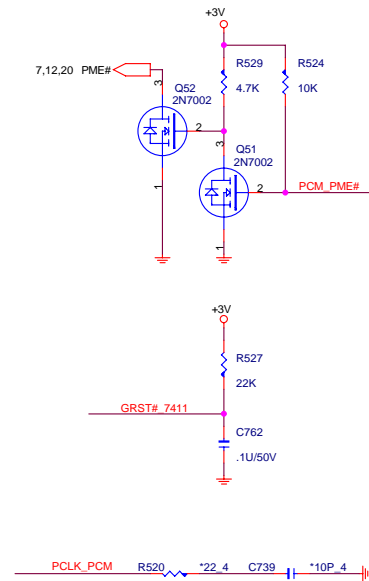 +3V
7,12,20 PME#
R529
4.7K
R524
10K
3
Q52
2N7002
2
1
3
Q51
2N7002
2
1
PCM_PME#
+3V
R527
22K
GRST#_7411
C762
.1U/50V
PCLK_PCM R520 *22_4 C739 *10P_4